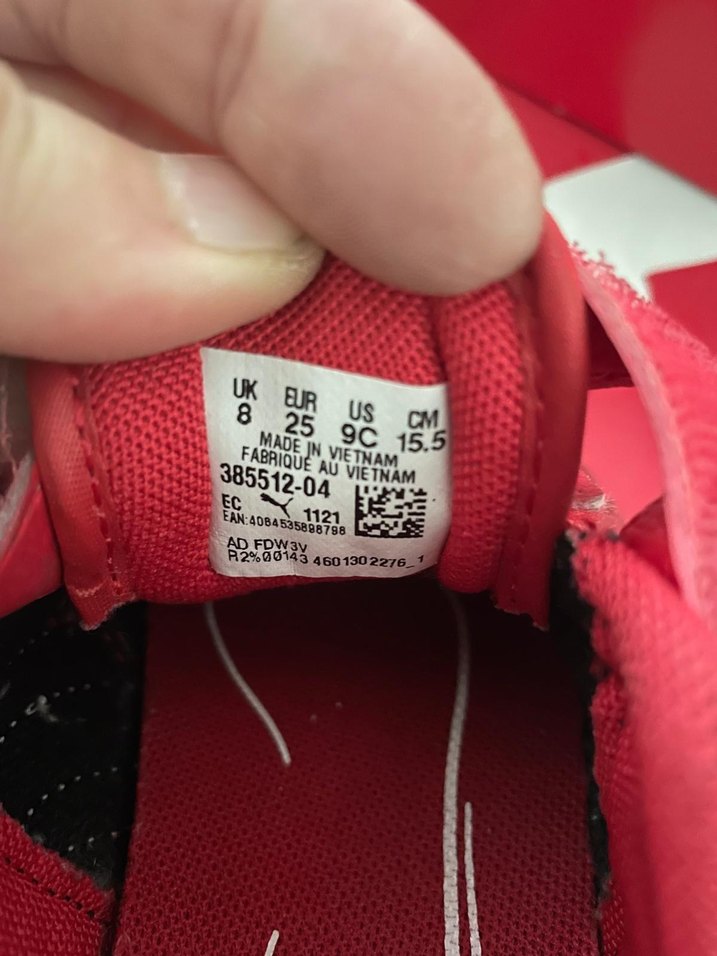 UK EUR US CM
8 25 9C 15.5
MADE IN VIETNAM
FABRIQUE AU VIETNAM
385512-04
EC 1121
EAN:4064535898798
AD FDW3V
R2%00143 4601302276_1